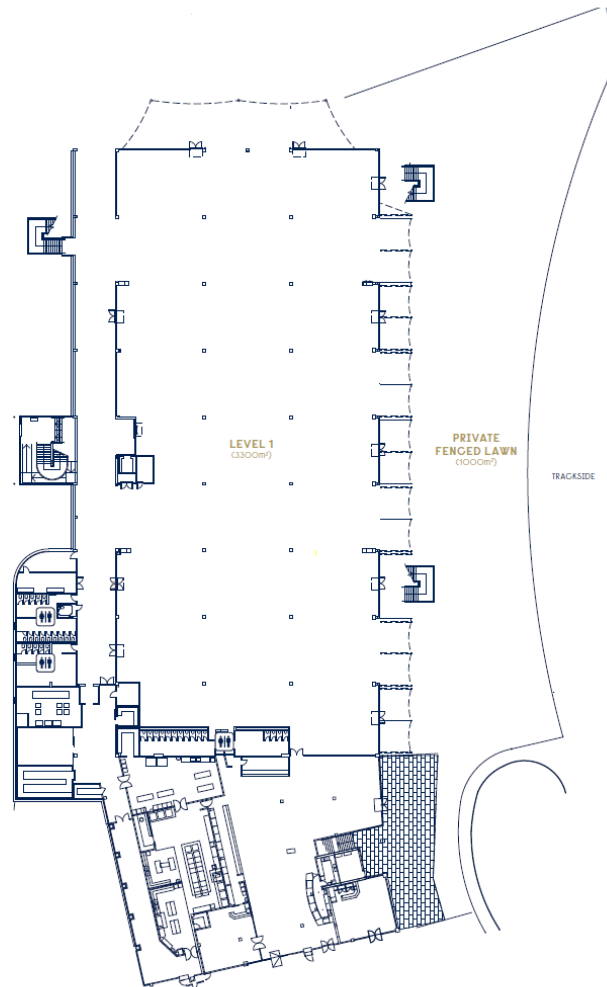 LEVEL 1
(3300m²)
PRIVATE
FENCED LAWN
(1000m²)
TRACKSIDE